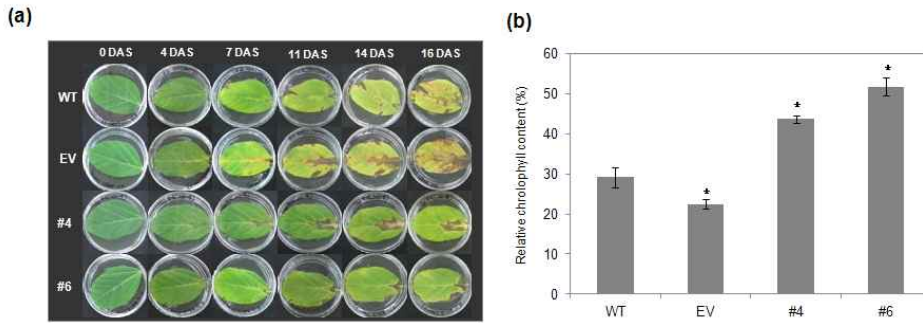 (a)
0 DAS 4 DAS 7 DAS 11 DAS 14 DAS 16 DAS
WT
EV
#4
#6
(b)
Relative chrolophyll content (%)
60
50
40
30
20
10
0
* * *
WT EV #4 #6